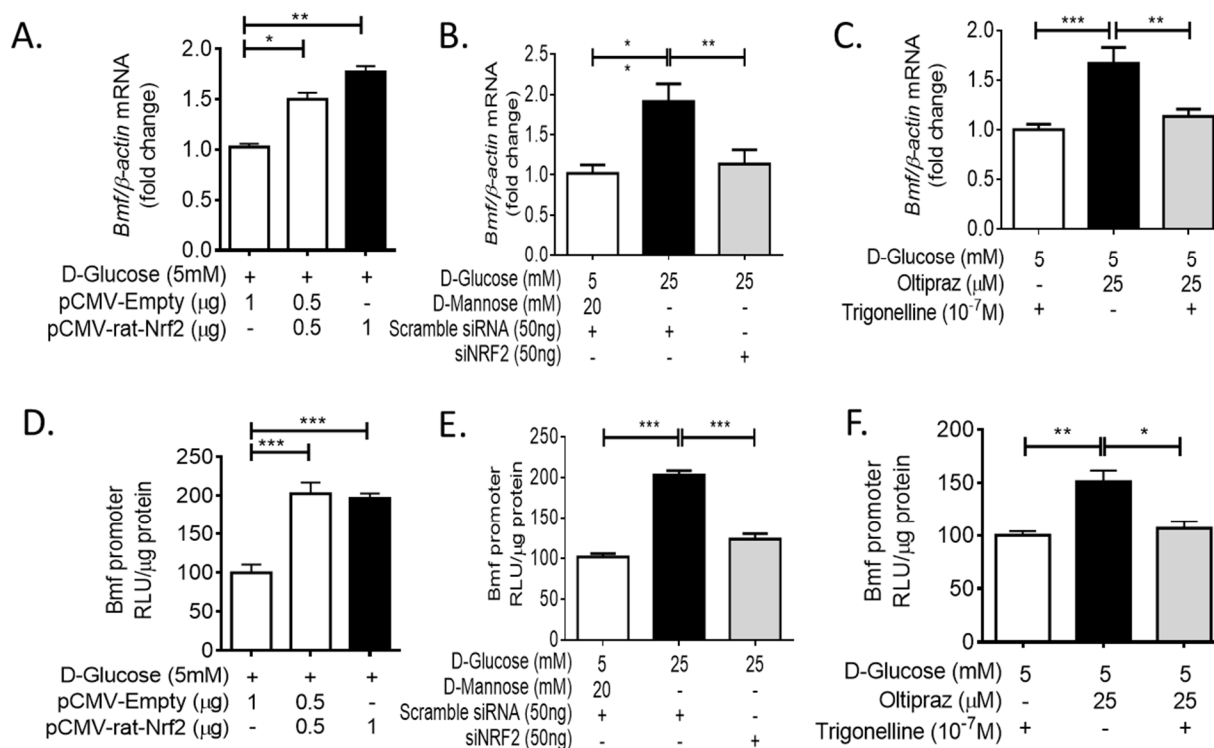 A.
**
*
Bmf/β-actin mRNA
(fold change)
2.0
1.5
1.0
0.5
0.0
D-Glucose (5mM) + + +
pCMV-Empty (μg) 1 0.5 -
pCMV-rat-Nrf2 (μg) - 0.5 1
B.
*
*
**
Bmf/β-actin mRNA
(fold change)
2.5
2.0
1.5
1.0
0.5
0.0
D-Glucose (mM) 5 25 25
D-Mannose (mM) 20 - -
Scramble siRNA (50ng) + + -
siNRF2 (50ng) - - +
C.
*** **
Bmf/β-actin mRNA
(fold change)
2.0
1.5
1.0
0.5
0.0
D-Glucose (mM) 5 5 5
Oltipraz (μM) - 25 25
Trigonelline (10⁻⁷M) + - +
D.
***
***
Bmf promoter
RLU/μg protein
250
200
150
100
50
0
D-Glucose (5mM) + + +
pCMV-Empty (μg) 1 0.5 -
pCMV-rat-Nrf2 (μg) - 0.5 1
E.
*** ***
Bmf promoter
RLU/μg protein
250
200
150
100
50
0
D-Glucose (mM) 5 25 25
D-Mannose (mM) 20 - -
Scramble siRNA (50ng) + + -
siNRF2 (50ng) - - +
F.
** *
Bmf promoter
RLU/μg protein
200
150
100
50
0
D-Glucose (mM) 5 5 5
Oltipraz (μM) - 25 25
Trigonelline (10⁻⁷M) + - +